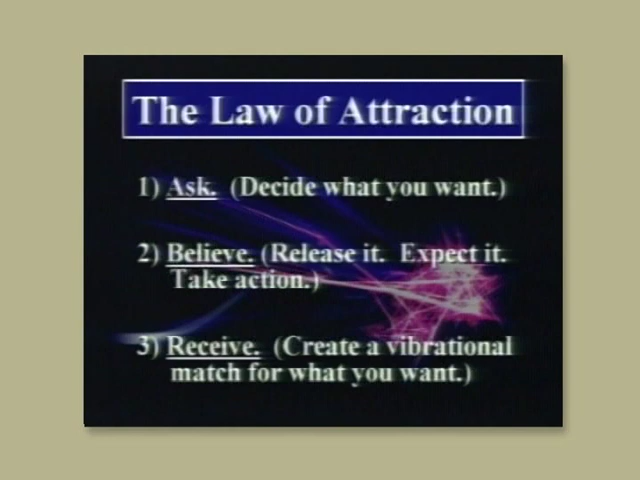 The Law of Attraction
1) Ask. (Decide what you want.)
2) Believe. (Release it. Expect it.
Take action.)
3) Receive. (Create a vibrational
match for what you want.)